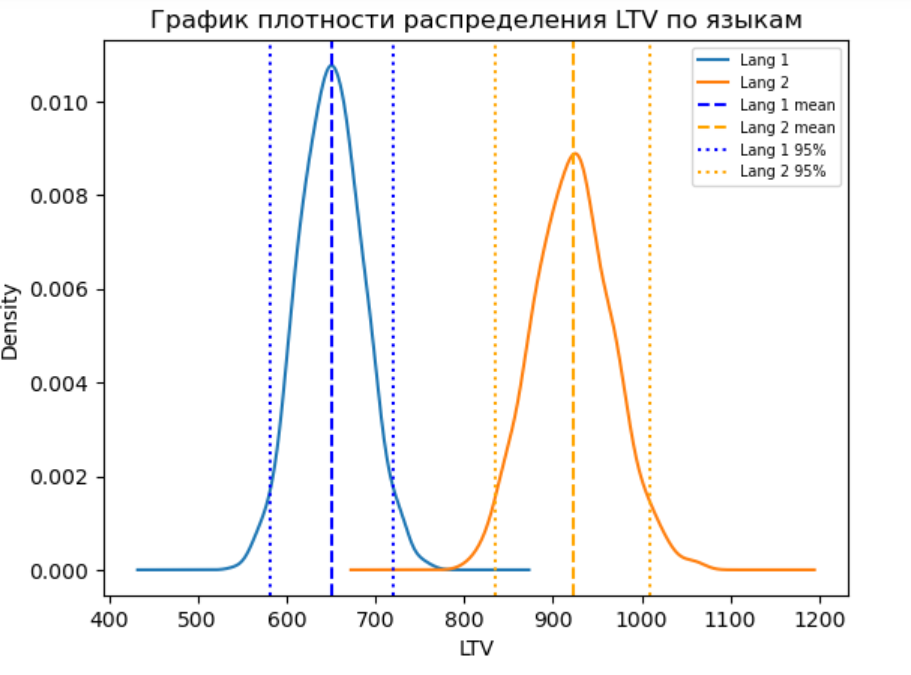 График плотности распределения LTV по языкам
Lang 1
Lang 2
Lang 1 mean
Lang 2 mean
Lang 1 95%
Lang 2 95%
0.010
0.008
0.006
0.004
0.002
0.000
Density
400 500 600 700 800 900 1000 1100 1200
LTV